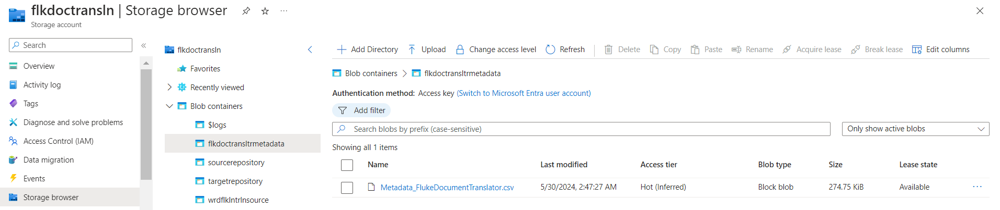 flkdoctransln | Storage browser
Storage account
Search
Overview
Activity log
Tags
Diagnose and solve problems
Access Control (IAM)
Data migration
Events
Storage browser
flkdoctransln
Favorites
Recently viewed
Blob containers
$logs
flkdoctransltrmetadata
sourcerepository
targetrepository
wrdflklntrlnsource
Add Directory Upload Change access level Refresh Delete Copy Paste Rename Acquire lease Break lease Edit columns
Blob containers > flkdoctransltrmetadata
Authentication method: Access key (Switch to Microsoft Entra user account)
Add filter
Search blobs by prefix (case-sensitive)
Only show active blobs
Showing all 1 items
Name Last modified Access tier Blob type Size Lease state
Metadata_FlukeDocumentTranslator.csv 5/30/2024, 2:47:27 AM Hot (Inferred) Block blob 274.75 KiB Available